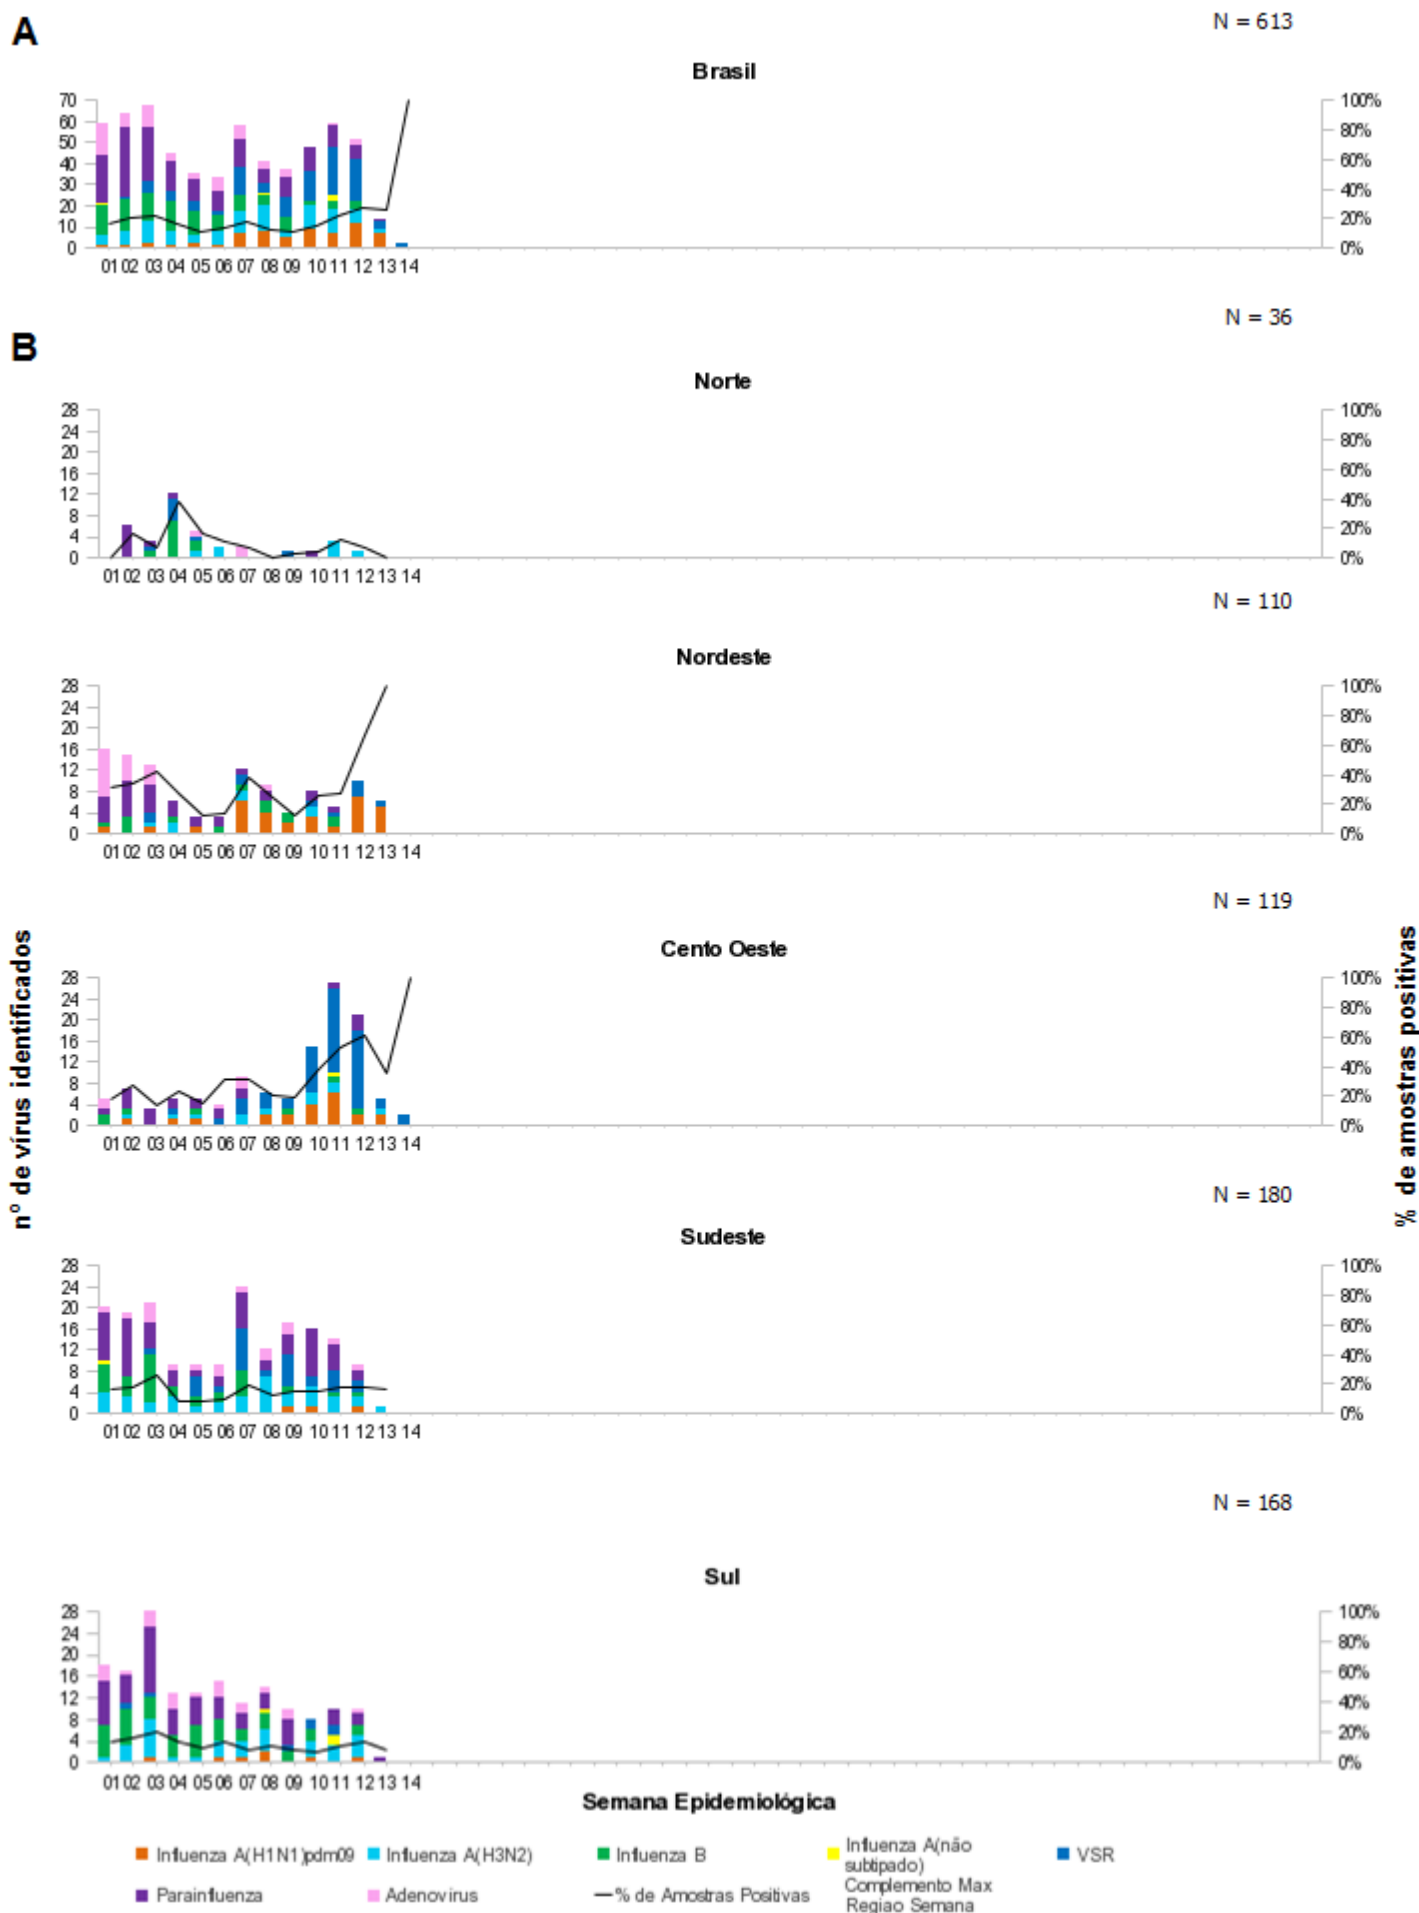 A
N = 613
Brasil
70
60
50
40
30
20
10
0
100%
80%
60%
40%
20%
0%
01 02 03 04 05 06 07 08 09 10 11 12 13 14
N = 36
B
Norte
28
24
20
16
12
8
4
0
100%
80%
60%
40%
20%
0%
01 02 03 04 05 06 07 08 09 10 11 12 13 14
N = 110
Nordeste
28
24
20
16
12
8
4
0
100%
80%
60%
40%
20%
0%
01 02 03 04 05 06 07 08 09 10 11 12 13 14
N = 119
Cento Oeste
28
24
20
16
12
8
4
0
100%
80%
60%
40%
20%
0%
01 02 03 04 05 06 07 08 09 10 11 12 13 14
nº de vírus identificados
% de amostras positivas
N = 180
Sudeste
28
24
20
16
12
8
4
0
100%
80%
60%
40%
20%
0%
01 02 03 04 05 06 07 08 09 10 11 12 13 14
N = 168
Sul
28
24
20
16
12
8
4
0
100%
80%
60%
40%
20%
0%
01 02 03 04 05 06 07 08 09 10 11 12 13 14
Semana Epidemiológica
Influenza A(H1N1)pdm09
Influenza A(H3N2)
Influenza B
Influenza A(não
subtipado)
VSR
Parainfluenza
Adenovírus
% de Amostras Positivas
Complemento Max
Regiao Semana